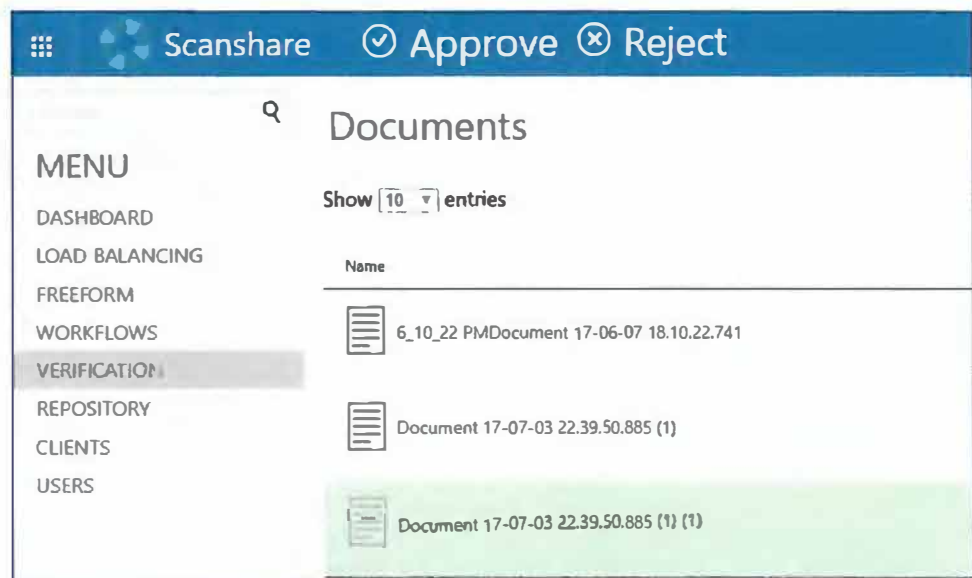 Scanshare Approve Reject
Documents
MENU
Show 10 entries
DASHBOARD
LOAD BALANCING
FREEFORM
WORKFLOWS
VERIFICATION
REPOSITORY
CLIENTS
USERS
Name
6_10_22 PMDocument 17-06-07 18.10.22.741
Document 17-07-03 22.39.50.885 (1)
Document 17-07-03 22.39.50.885 (1) (1)